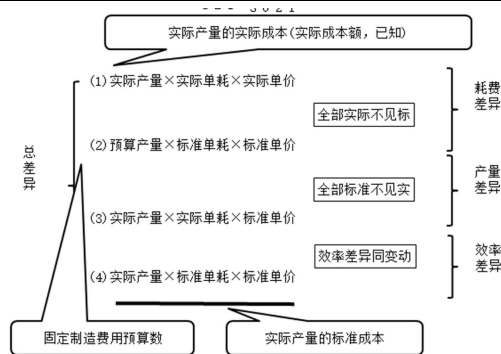 实际产量的实际成本(实际成本额，已知)
(1)实际产量×实际单耗×实际单价
耗费
差异
全部实际不见标
(2)预算产量×标准单耗×标准单价
总差异
产量
差异
全部标准不见实
(3)实际产量×实际单耗×标准单价
效率差异同变动
效率
差异
(4)实际产量×标准单耗×标准单价
固定制造费用预算数
实际产量的标准成本